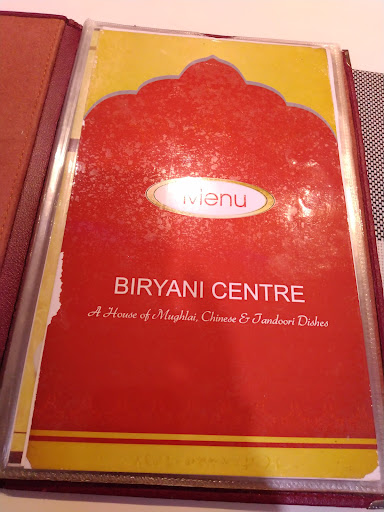 Menu
BIRYANI CENTRE
A House of Mughlai, Chinese & Tandoori Dishes